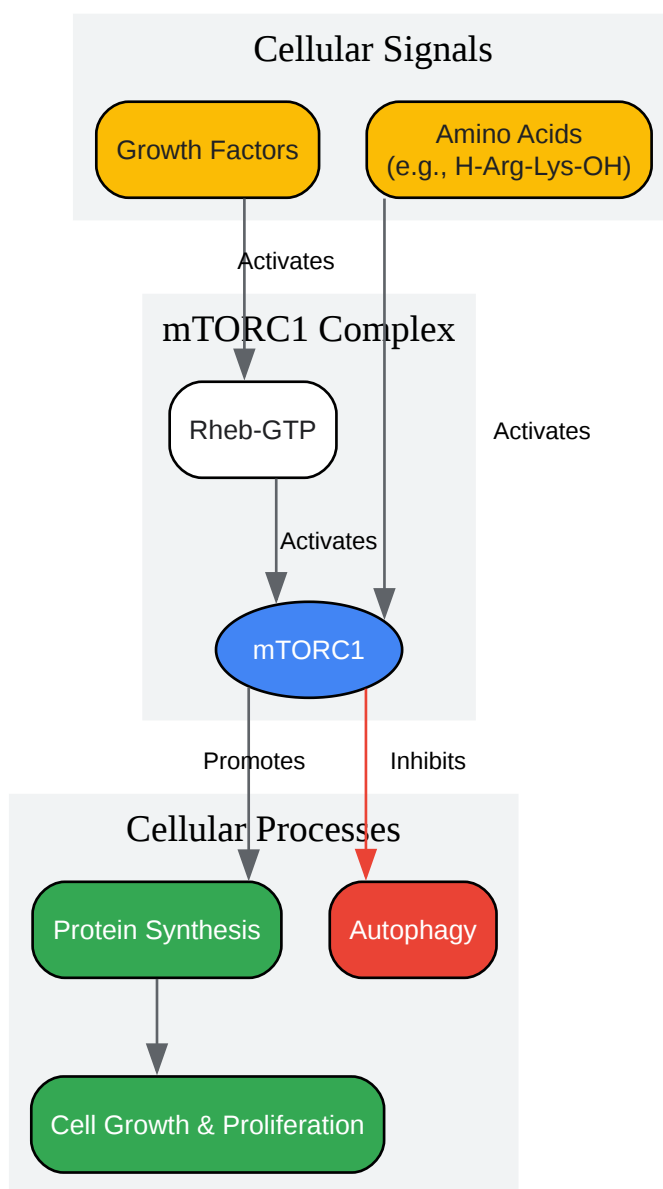 Cellular Signals
Growth Factors
Amino Acids
(e.g., H-Arg-Lys-OH)
Activates
mTORC1 Complex
Rheb-GTP
Activates
Activates
mTORC1
Promotes
Inhibits
Cellular Processes
Protein Synthesis
Autophagy
Cell Growth & Proliferation